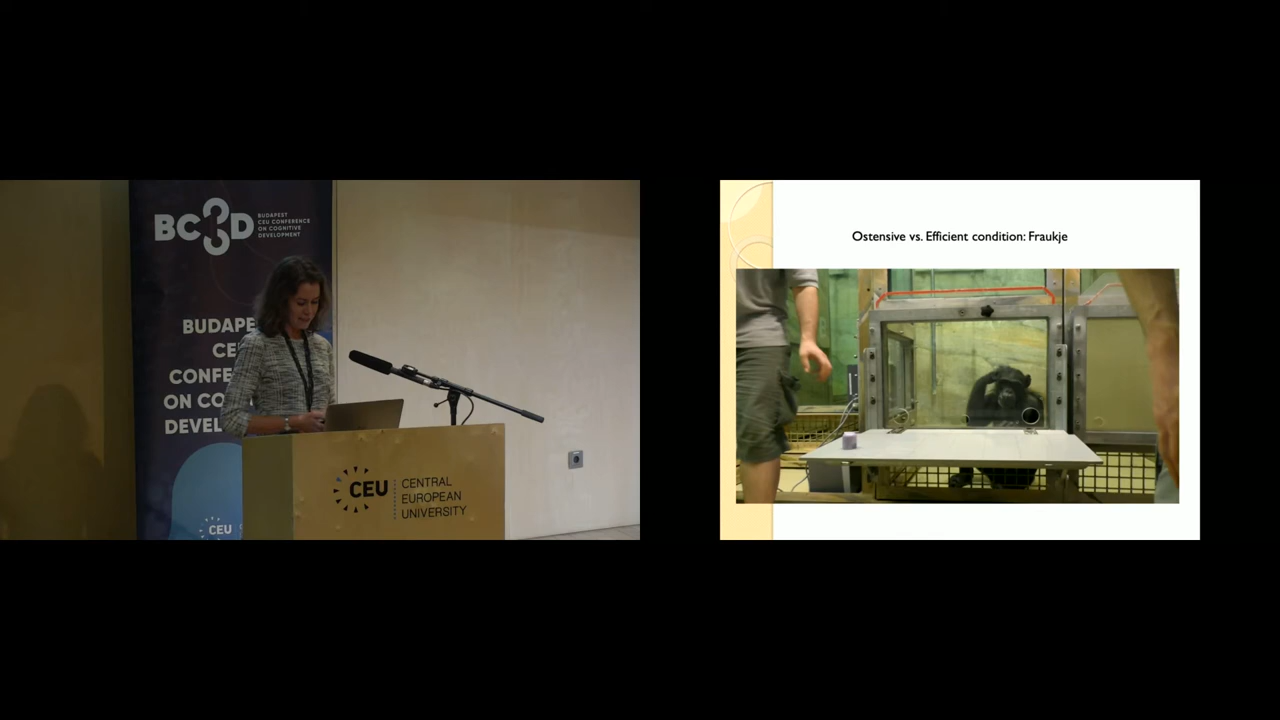 BC3D
BUDAPEST
CEU CONFERENCE
ON COGNITIVE
DEVELOPMENT
BUDAPE
CE
CONFE
ON CO
DEVEL
CEU
CEU
CENTRAL
EUROPEAN
UNIVERSITY
Ostensive vs. Efficient condition: Fraukje